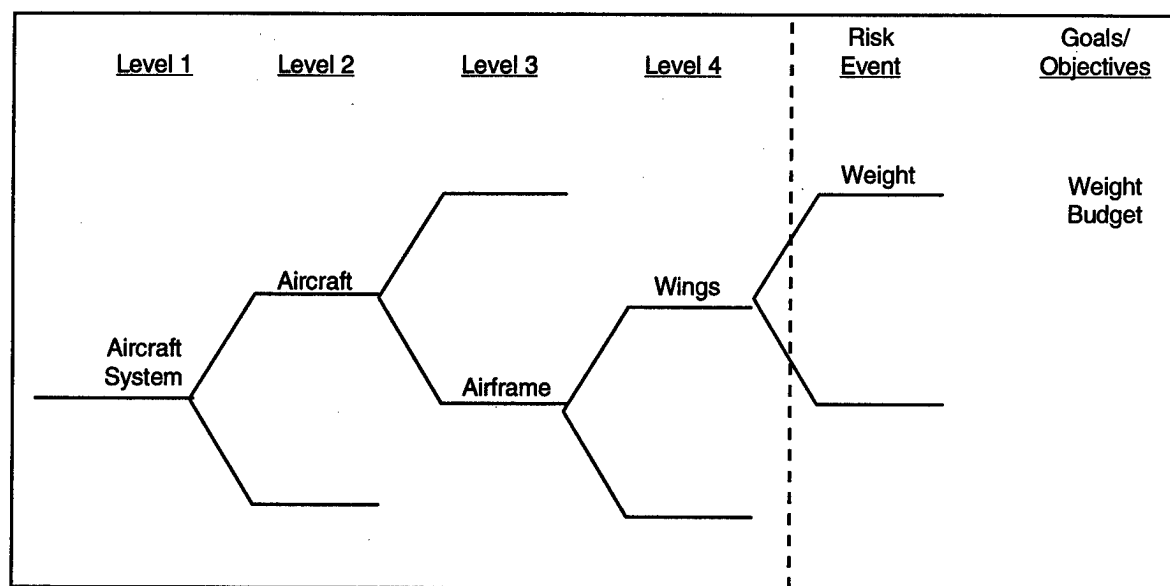 Level 1
Level 2
Level 3
Level 4
Risk
Event
Goals/
Objectives
Weight
Weight
Budget
Aircraft
Wings
Aircraft
System
Airframe